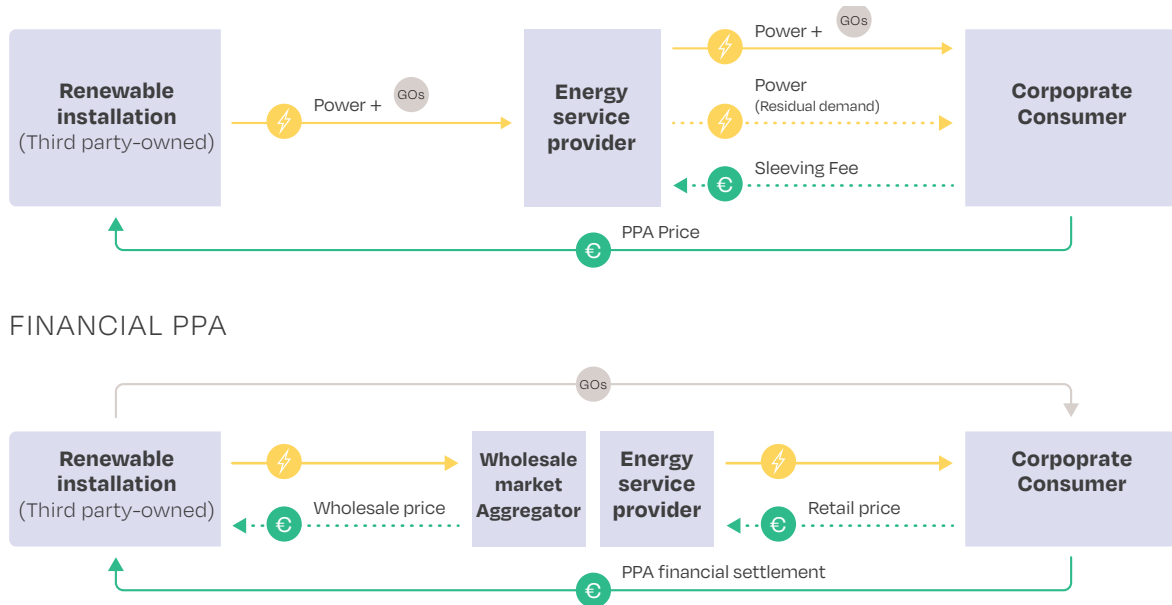 GOs
Power +
Renewable
installation
(Third party-owned)
Power +
GOs
Energy
service
provider
Power
(Residual demand)
Corpoprate
Consumer
Sleeving Fee
€
PPA Price
€
FINANCIAL PPA
GOs
Renewable
installation
(Third party-owned)
Wholesale price
€
Wholesale
market
Aggregator
Energy
service
provider
Retail price
€
Corpoprate
Consumer
PPA financial settlement
€